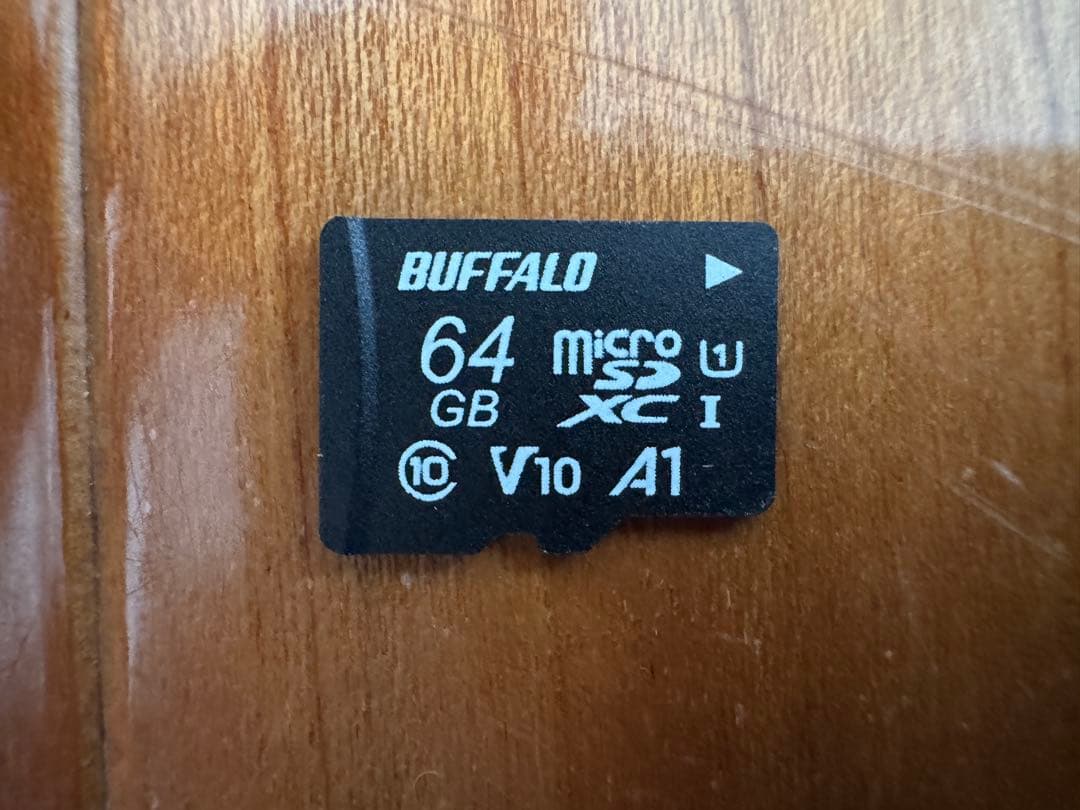 BUFFALO
64 micro U1
GB SD XC I
10 V10 A1